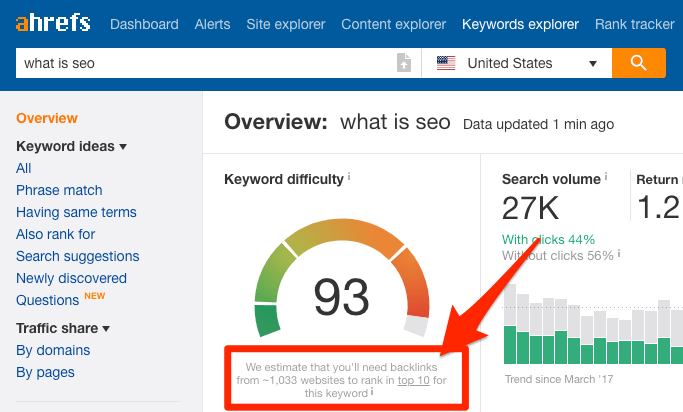 ahrefs Dashboard Alerts Site explorer Content explorer Keywords explorer Rank tracker
what is seo United States
Overview
Keyword ideas
All
Phrase match
Having same terms
Also rank for
Search suggestions
Newly discovered
Questions NEW
Traffic share
By domains
By pages
Overview: what is seo Data updated 1 min ago
Keyword difficulty i
93
We estimate that you'll need backlinks
from ~1,033 websites to rank in top 10 for
this keyword i
Search volume i
27K
With clicks 44%
Without clicks 56% i
Trend since March '17
Return
1.2